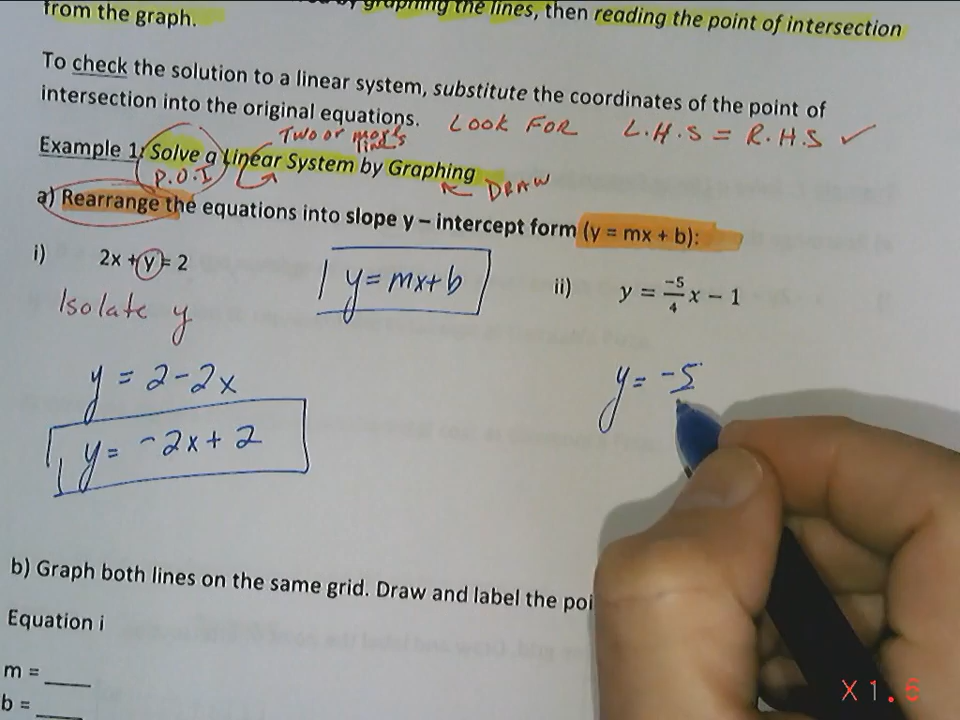 graphing the lines, then reading the point of intersection
from the graph.
To check the solution to a linear system, substitute the coordinates of the point of
intersection into the original equations. LOOK FOR L.H.S = R.H.S ✓
Two or more lines
Example 1: Solve a Linear System by Graphing
P.O.I DRAW
a) Rearrange the equations into slope y – intercept form (y = mx + b):
i) 2x + y = 2 y = mx + b ii) y = -5/4 x – 1
Isolate y
y = 2 - 2x y = -5
y = -2x + 2
b) Graph both lines on the same grid. Draw and label the poi
Equation i
m = ____
b = ____